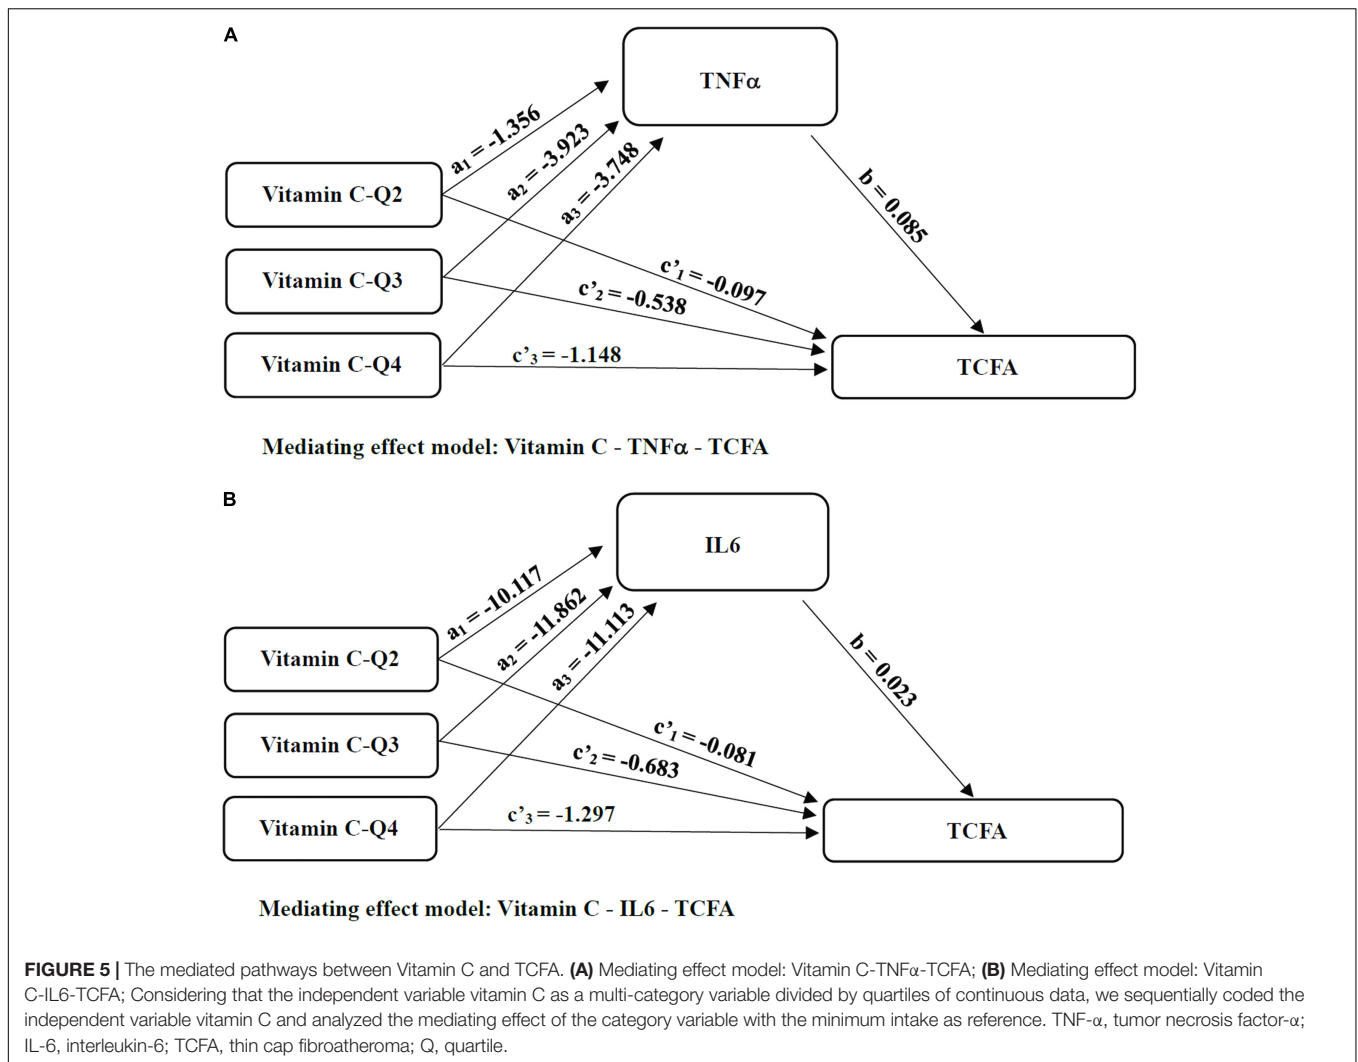 A
TNFα
a1 = -1.356
a2 = -3.923
a3 = -3.748
b = 0.085
Vitamin C-Q2
Vitamin C-Q3
Vitamin C-Q4
c’1 = -0.097
c’2 = -0.538
c’3 = -1.148
TCFA
Mediating effect model: Vitamin C - TNFα - TCFA
B
IL6
a1 = -10.117
a2 = -11.862
a3 = -11.113
b = 0.023
Vitamin C-Q2
Vitamin C-Q3
Vitamin C-Q4
c’1 = -0.081
c’2 = -0.683
c’3 = -1.297
TCFA
Mediating effect model: Vitamin C - IL6 - TCFA
FIGURE 5 | The mediated pathways between Vitamin C and TCFA. (A) Mediating effect model: Vitamin C-TNFα-TCFA; (B) Mediating effect model: Vitamin
C-IL6-TCFA; Considering that the independent variable vitamin C as a multi-category variable divided by quartiles of continuous data, we sequentially coded the
independent variable vitamin C and analyzed the mediating effect of the category variable with the minimum intake as reference. TNF-α, tumor necrosis factor-α;
IL-6, interleukin-6; TCFA, thin cap fibroatheroma; Q, quartile.